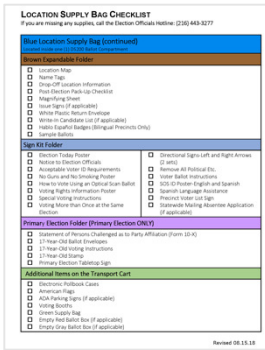 LOCATION SUPPLY BAG CHECKLIST
If you are missing any supplies, call the Election Officials Hotline: (216) 443-3277
Blue Location Supply Bag (continued)
Located inside one (1) DS200 Ballot Compartment
Brown Expandable Folder
Location Map
Name Tags
Drop-Off Location Information
Post Election Pack-Up Checklist
Magnifying Sheet
Issue Signs (if applicable)
White Plastic Return Envelope
Write-In Candidate List (if applicable)
Hablo Español Badges (Bilingual Precincts Only)
Sample Ballots
Sign Kit Folder
Election Today Poster
Notice to Election Officials
Acceptable Voter ID Requirements
No Guns and No Smoking Poster
How to Vote Using an Optical Scan Ballot
Voting Rights Information Poster
Special Voting Instructions
Voting More Than Once at the Same
Election
Directional Signs-Left and Right Arrows
(2 sets)
Remove All Political Etc.
Voter Ballot Instructions
SOS ID Poster-English and Spanish
Spanish Language Assistance
Precinct Voter List Sign
Statewide Mailing Absentee Application
(if applicable)
Primary Election Folder (Primary Election ONLY)
Statement of Persons Challenged as to Party Affiliation (Form 10-X)
17-Year-Old Ballot Envelopes
17-Year-Old Voting Instructions
17-Year-Old Stamp
Primary Election Tabletop Sign
Additional Items on the Transport Cart
Electronic Pollbook Cases
American Flags
ADA Parking Signs (if applicable)
Voting Booths
Green Supply Bag
Empty Red Ballot Box (if applicable)
Empty Gray Ballot Box (if applicable)
Revised 06.15.18